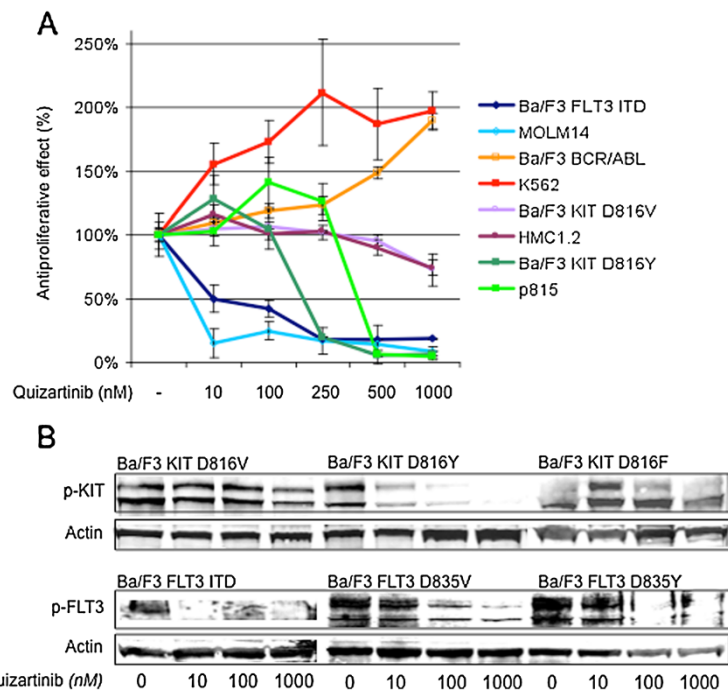 A
Antiproliferative effect (%)
250%
200%
150%
100%
50%
0%
Quizartinib (nM) - 10 100 250 500 1000
Ba/F3 FLT3 ITD
MOLM14
Ba/F3 BCR/ABL
K562
Ba/F3 KIT D816V
HMC1.2
Ba/F3 KIT D816Y
p815
B
Ba/F3 KIT D816V Ba/F3 KIT D816Y Ba/F3 KIT D816F
p-KIT
Actin
Ba/F3 FLT3 ITD Ba/F3 FLT3 D835V Ba/F3 FLT3 D835Y
p-FLT3
Actin
uizartinib (nM) 0 10 100 1000 0 10 100 1000 0 10 100 1000